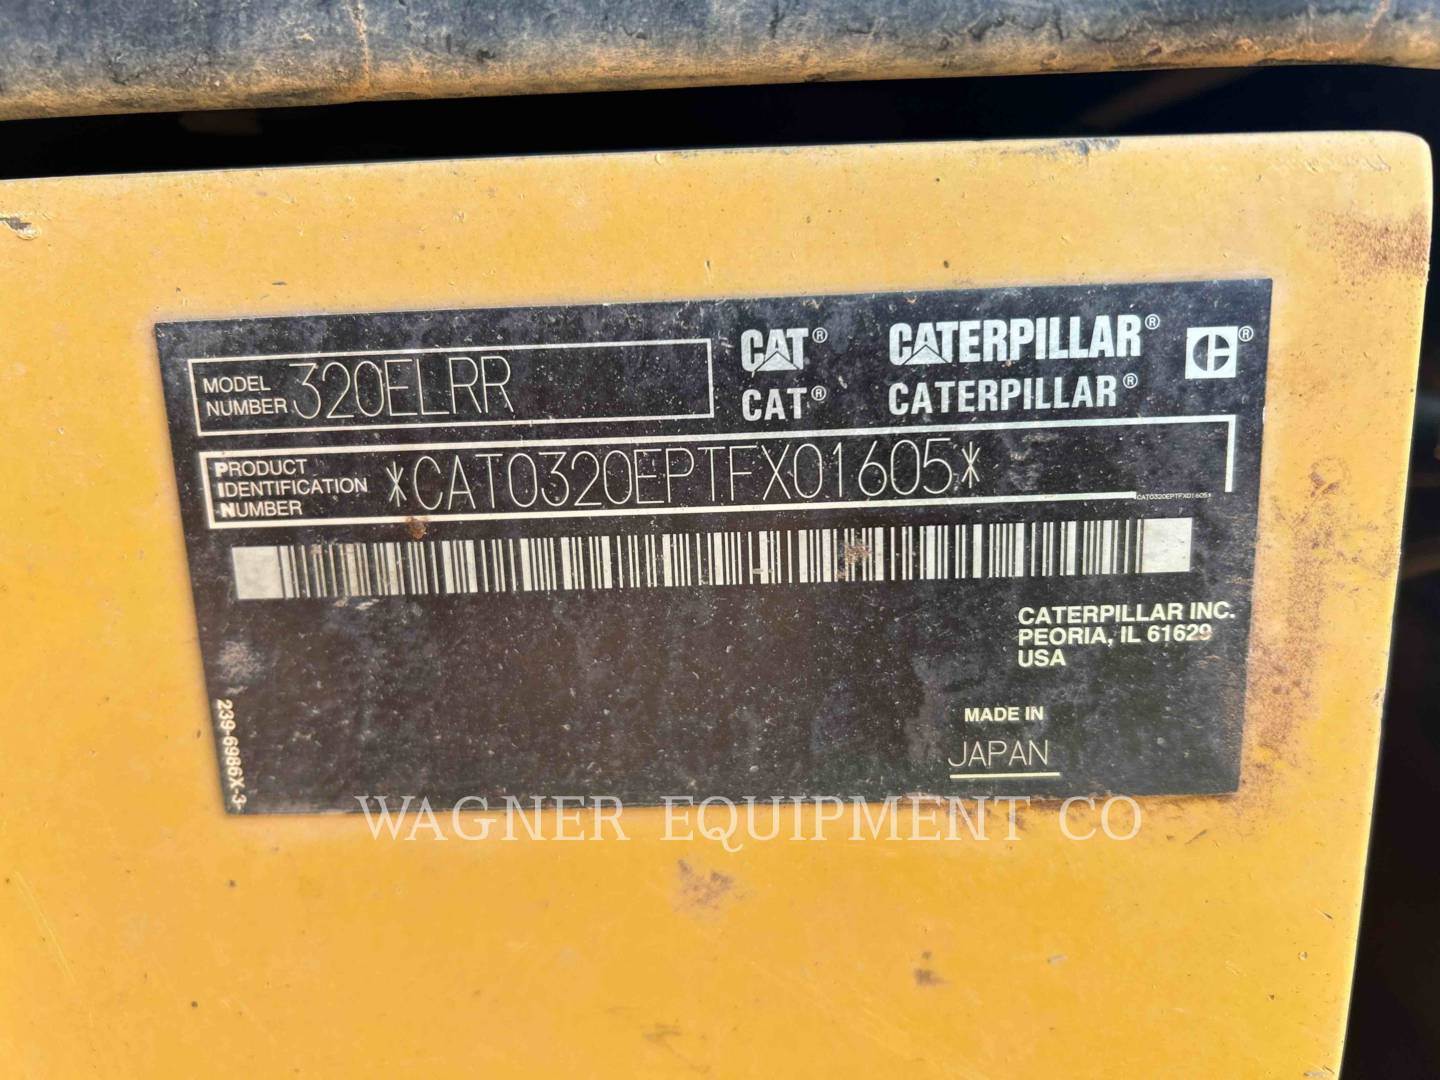 MODEL
NUMBER 320ELRR
CAT® CATERPILLAR® ®
CAT® CATERPILLAR®
PRODUCT
IDENTIFICATION
NUMBER *CAT0320EPTFX01605*
*CAT0320EPTFX01605*
CATERPILLAR INC.
PEORIA, IL 61629
USA
MADE IN
JAPAN
239-6986X-3
WAGNER EQUIPMENT CO